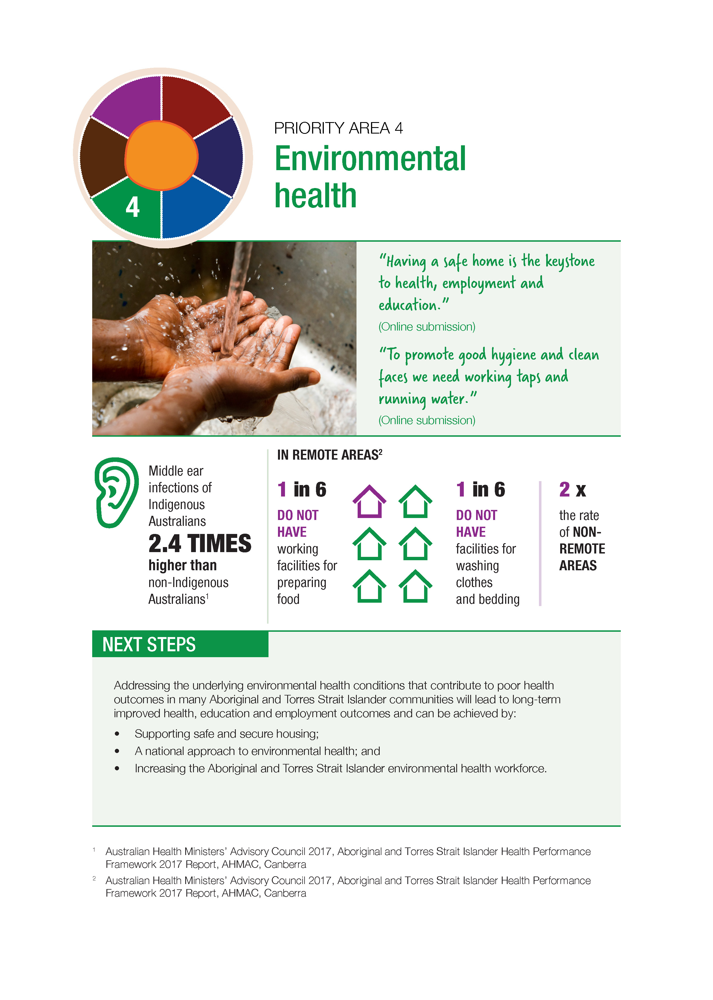 4
PRIORITY AREA 4
Environmental
health
“Having a safe home is the keystone
to health, employment and
education.”
(Online submission)
“To promote good hygiene and clean
faces we need working taps and
running water.”
(Online submission)
Middle ear
infections of
Indigenous
Australians
2.4 TIMES
higher than
non-Indigenous
Australians¹
IN REMOTE AREAS²
1 in 6
DO NOT
HAVE
working
facilities for
preparing
food
1 in 6
DO NOT
HAVE
facilities for
washing
clothes
and bedding
2 x
the rate
of NON-
REMOTE
AREAS
NEXT STEPS
Addressing the underlying environmental health conditions that contribute to poor health
outcomes in many Aboriginal and Torres Strait Islander communities will lead to long-term
improved health, education and employment outcomes and can be achieved by:
• Supporting safe and secure housing;
• A national approach to environmental health; and
• Increasing the Aboriginal and Torres Strait Islander environmental health workforce.
1 Australian Health Ministers’ Advisory Council 2017, Aboriginal and Torres Strait Islander Health Performance
Framework 2017 Report, AHMAC, Canberra
2 Australian Health Ministers’ Advisory Council 2017, Aboriginal and Torres Strait Islander Health Performance
Framework 2017 Report, AHMAC, Canberra